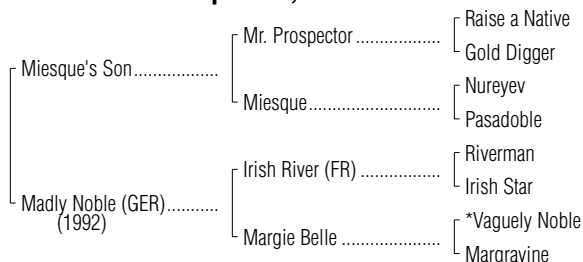 Raise a Native
Mr. Prospector ....................
Gold Digger
Miesque's Son....................
Nureyev
Miesque.............................
Pasadoble
Riverman
Irish River (FR) ...................
Irish Star
Madly Noble (GER)............
(1992)
*Vaguely Noble
Margie Belle .......................
Margravine